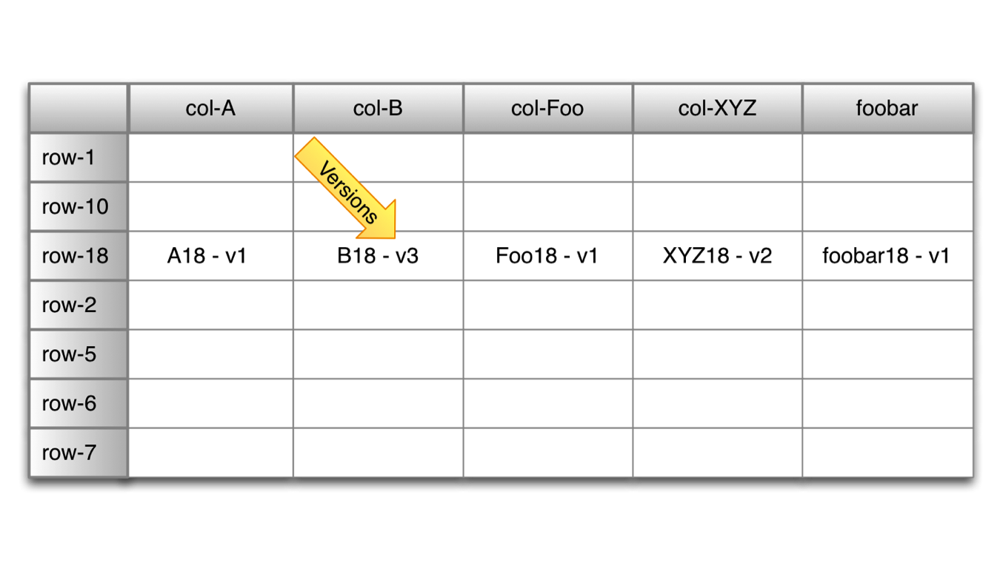 col-A col-B col-Foo col-XYZ foobar
row-1
Versions
row-10
row-18 A18 - v1 B18 - v3 Foo18 - v1 XYZ18 - v2 foobar18 - v1
row-2
row-5
row-6
row-7